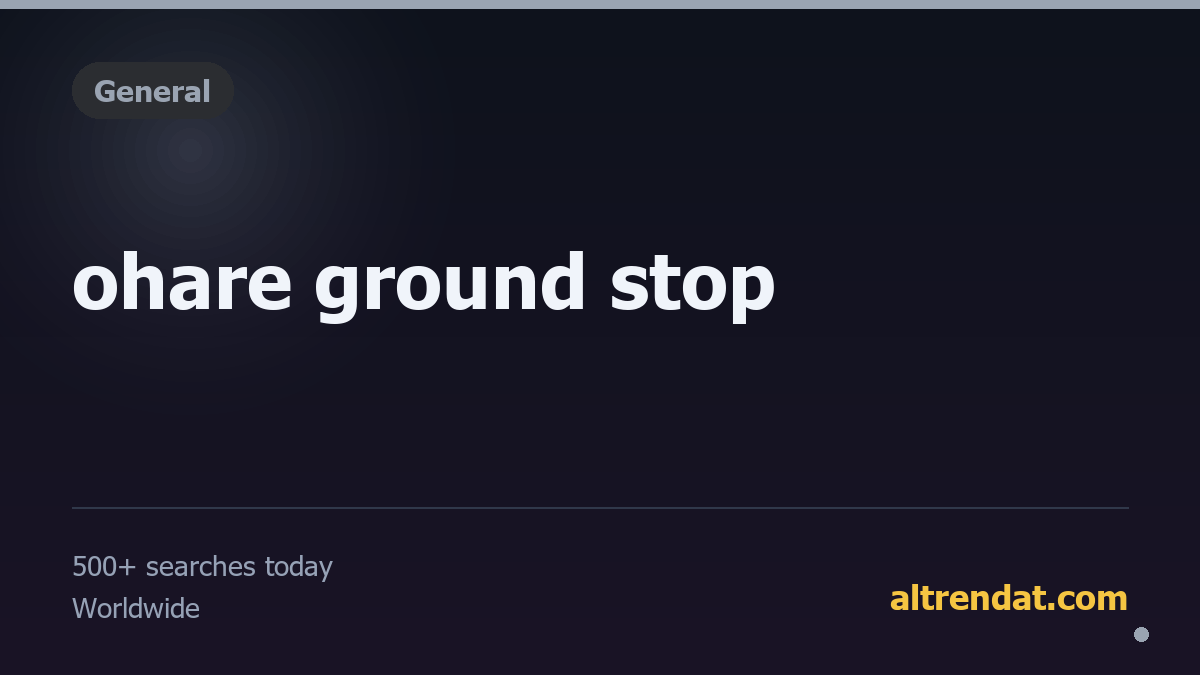 General
ohare ground stop
500+ searches today
Worldwide
altrendat.com